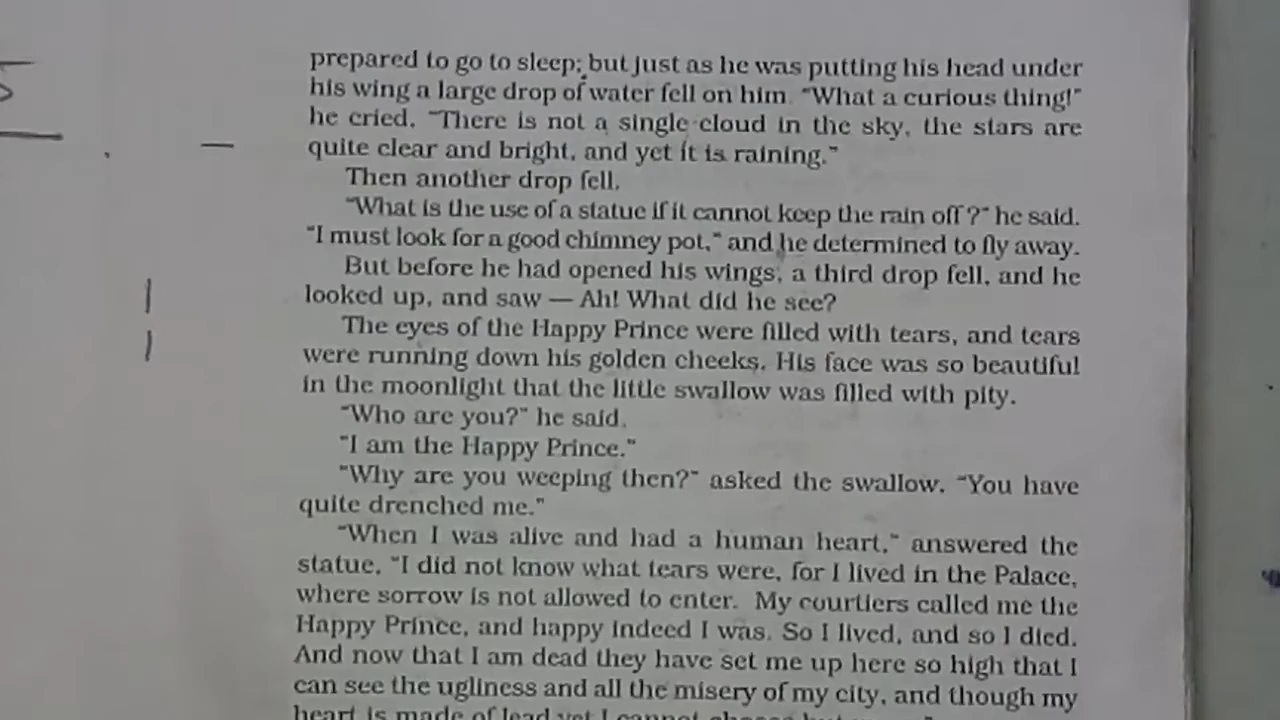 prepared to go to sleep; but just as he was putting his head under
his wing a large drop of water fell on him. “What a curious thing!”
he cried. “There is not a single cloud in the sky, the stars are
quite clear and bright, and yet it is raining.”
Then another drop fell.
“What is the use of a statue if it cannot keep the rain off?” he said.
“I must look for a good chimney pot,” and he determined to fly away.
But before he had opened his wings, a third drop fell, and he
looked up, and saw — Ah! What did he see?
The eyes of the Happy Prince were filled with tears, and tears
were running down his golden cheeks. His face was so beautiful
in the moonlight that the little swallow was filled with pity.
“Who are you?” he said.
“I am the Happy Prince.”
“Why are you weeping then?” asked the swallow. “You have
quite drenched me.”
“When I was alive and had a human heart,” answered the
statue, “I did not know what tears were, for I lived in the Palace,
where sorrow is not allowed to enter. My courtiers called me the
Happy Prince, and happy indeed I was. So I lived, and so I died.
And now that I am dead they have set me up here so high that I
can see the ugliness and all the misery of my city, and though my
heart is made of lead yet I cannot